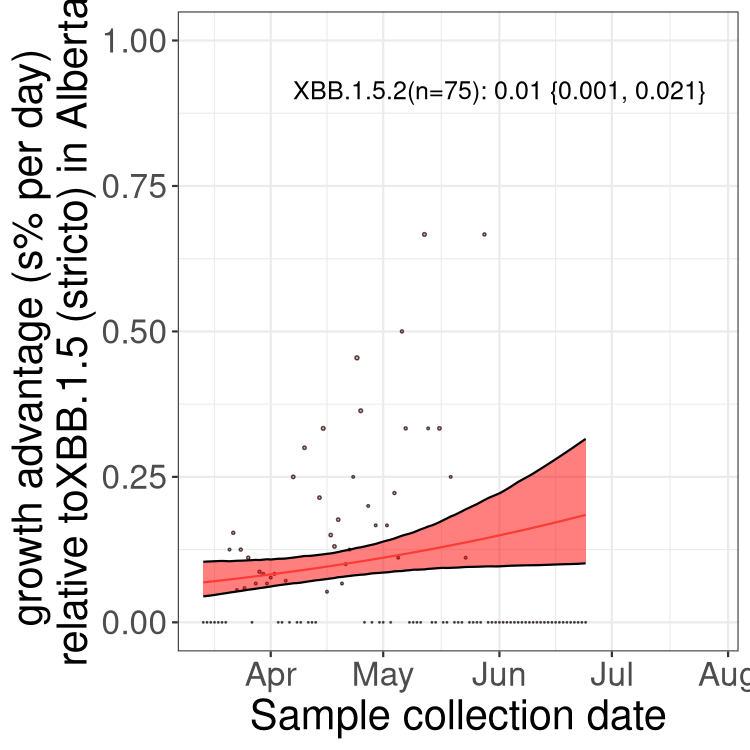 growth advantage (s% per day)
relative toXBB.1.5 (stricto) in Alberta
1.00
XBB.1.5.2(n=75): 0.01 {0.001, 0.021}
0.75
0.50
0.25
0.00
Apr May Jun Jul Aug
Sample collection date